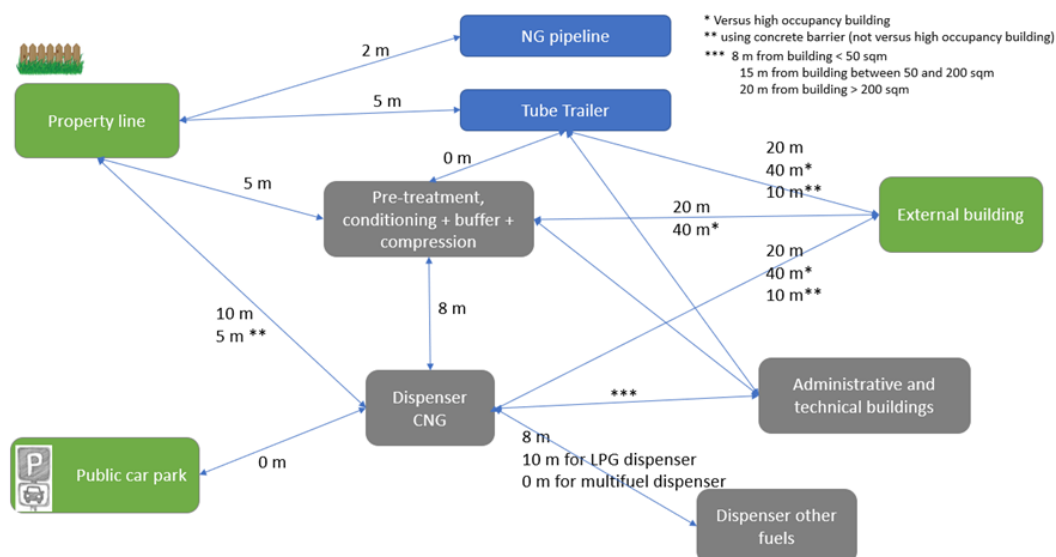 NG pipeline
* Versus high occupancy building
** using concrete barrier (not versus high occupancy building)
*** 8 m from building < 50 sqm
15 m from building between 50 and 200 sqm
20 m from building > 200 sqm
2 m
Property line
5 m
Tube Trailer
0 m
5 m
Pre-treatment,
conditioning + buffer +
compression
20 m
40 m*
10 m**
20 m
40 m*
External building
20 m
40 m*
10 m**
10 m
5 m **
8 m
Dispenser
CNG
***
Administrative and
technical buildings
P
Public car park
0 m
8 m
10 m for LPG dispenser
0 m for multifuel dispenser
Dispenser other
fuels